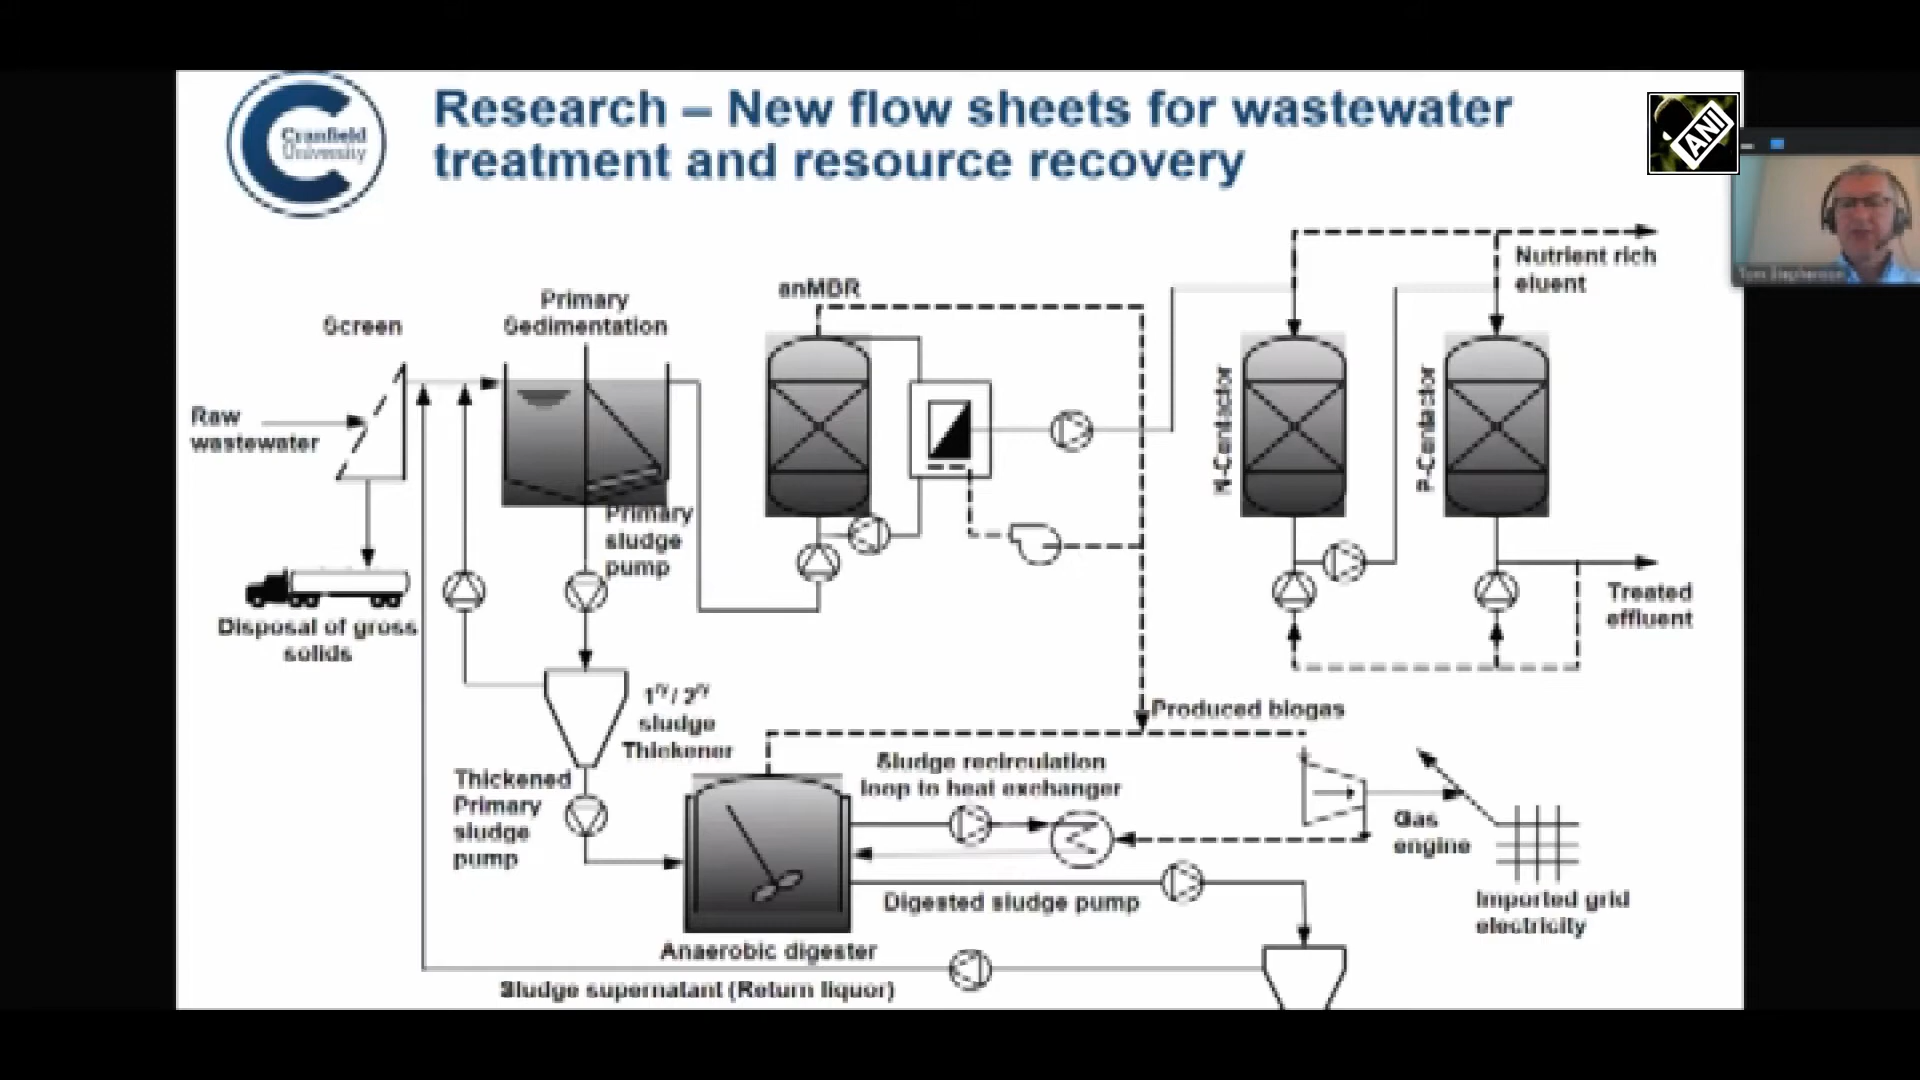 Cranfield
University
Research – New flow sheets for wastewater
treatment and resource recovery
ANI
Tom Stephenson
Nutrient rich
eluent
anMBR
Primary
Sedimentation
Screen
Raw
wastewater
N-Contactor
P-Contactor
Primary
sludge
pump
Disposal of gross
solids
Treated
effluent
1ry/ 2ry
sludge
Thickener
Produced biogas
Sludge recirculation
loop to heat exchanger
Thickened
Primary
sludge
pump
Gas
engine
Digested sludge pump
Imported grid
electricity
Anaerobic digester
Sludge supernatant (Return liquor)